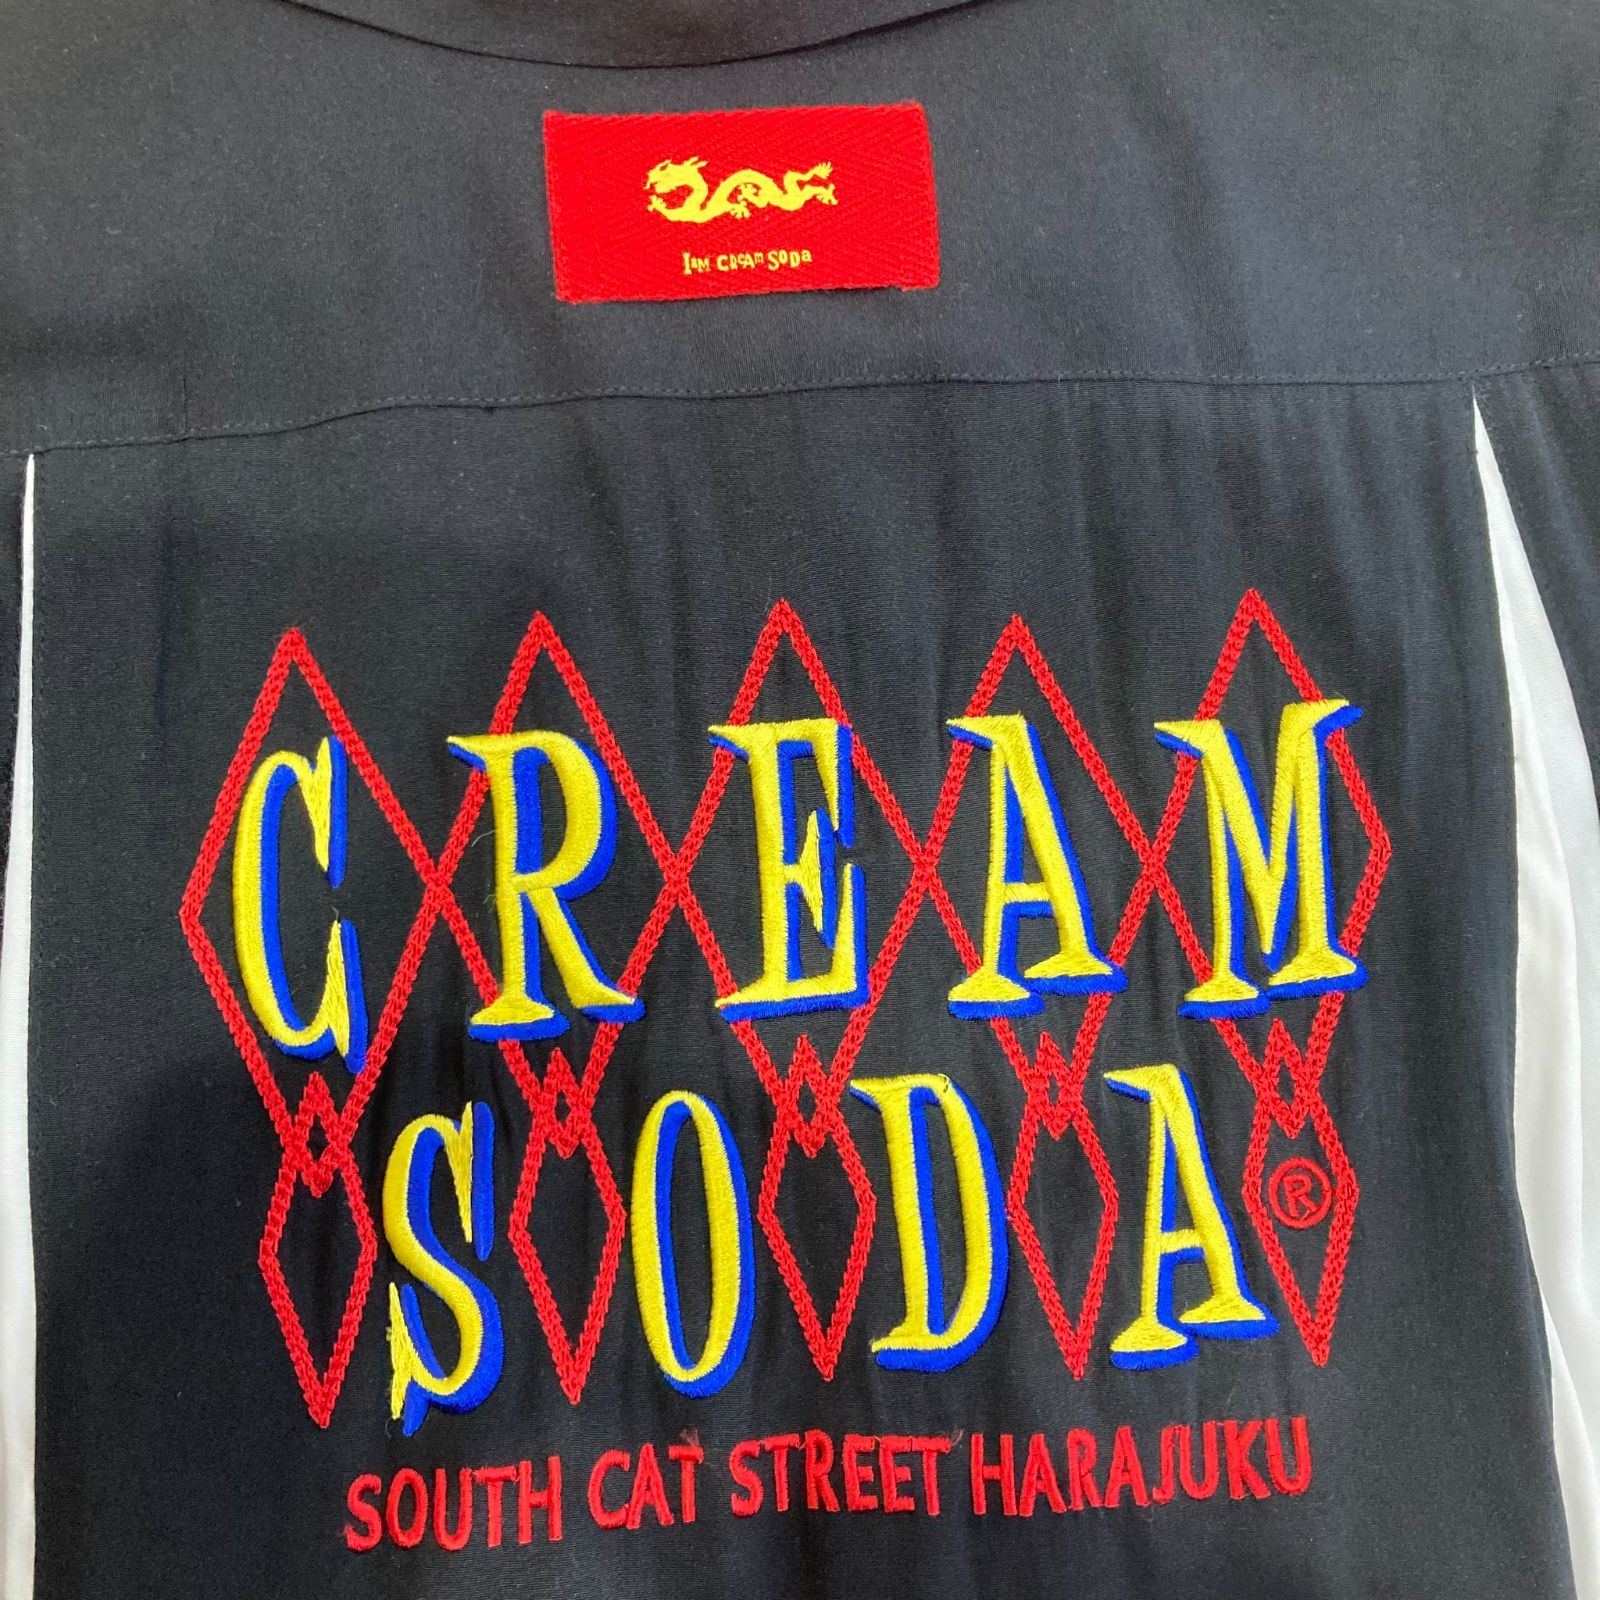 I am CREAM SODA
CREAM
SODA ®
SOUTH CAT STREET HARAJUKU